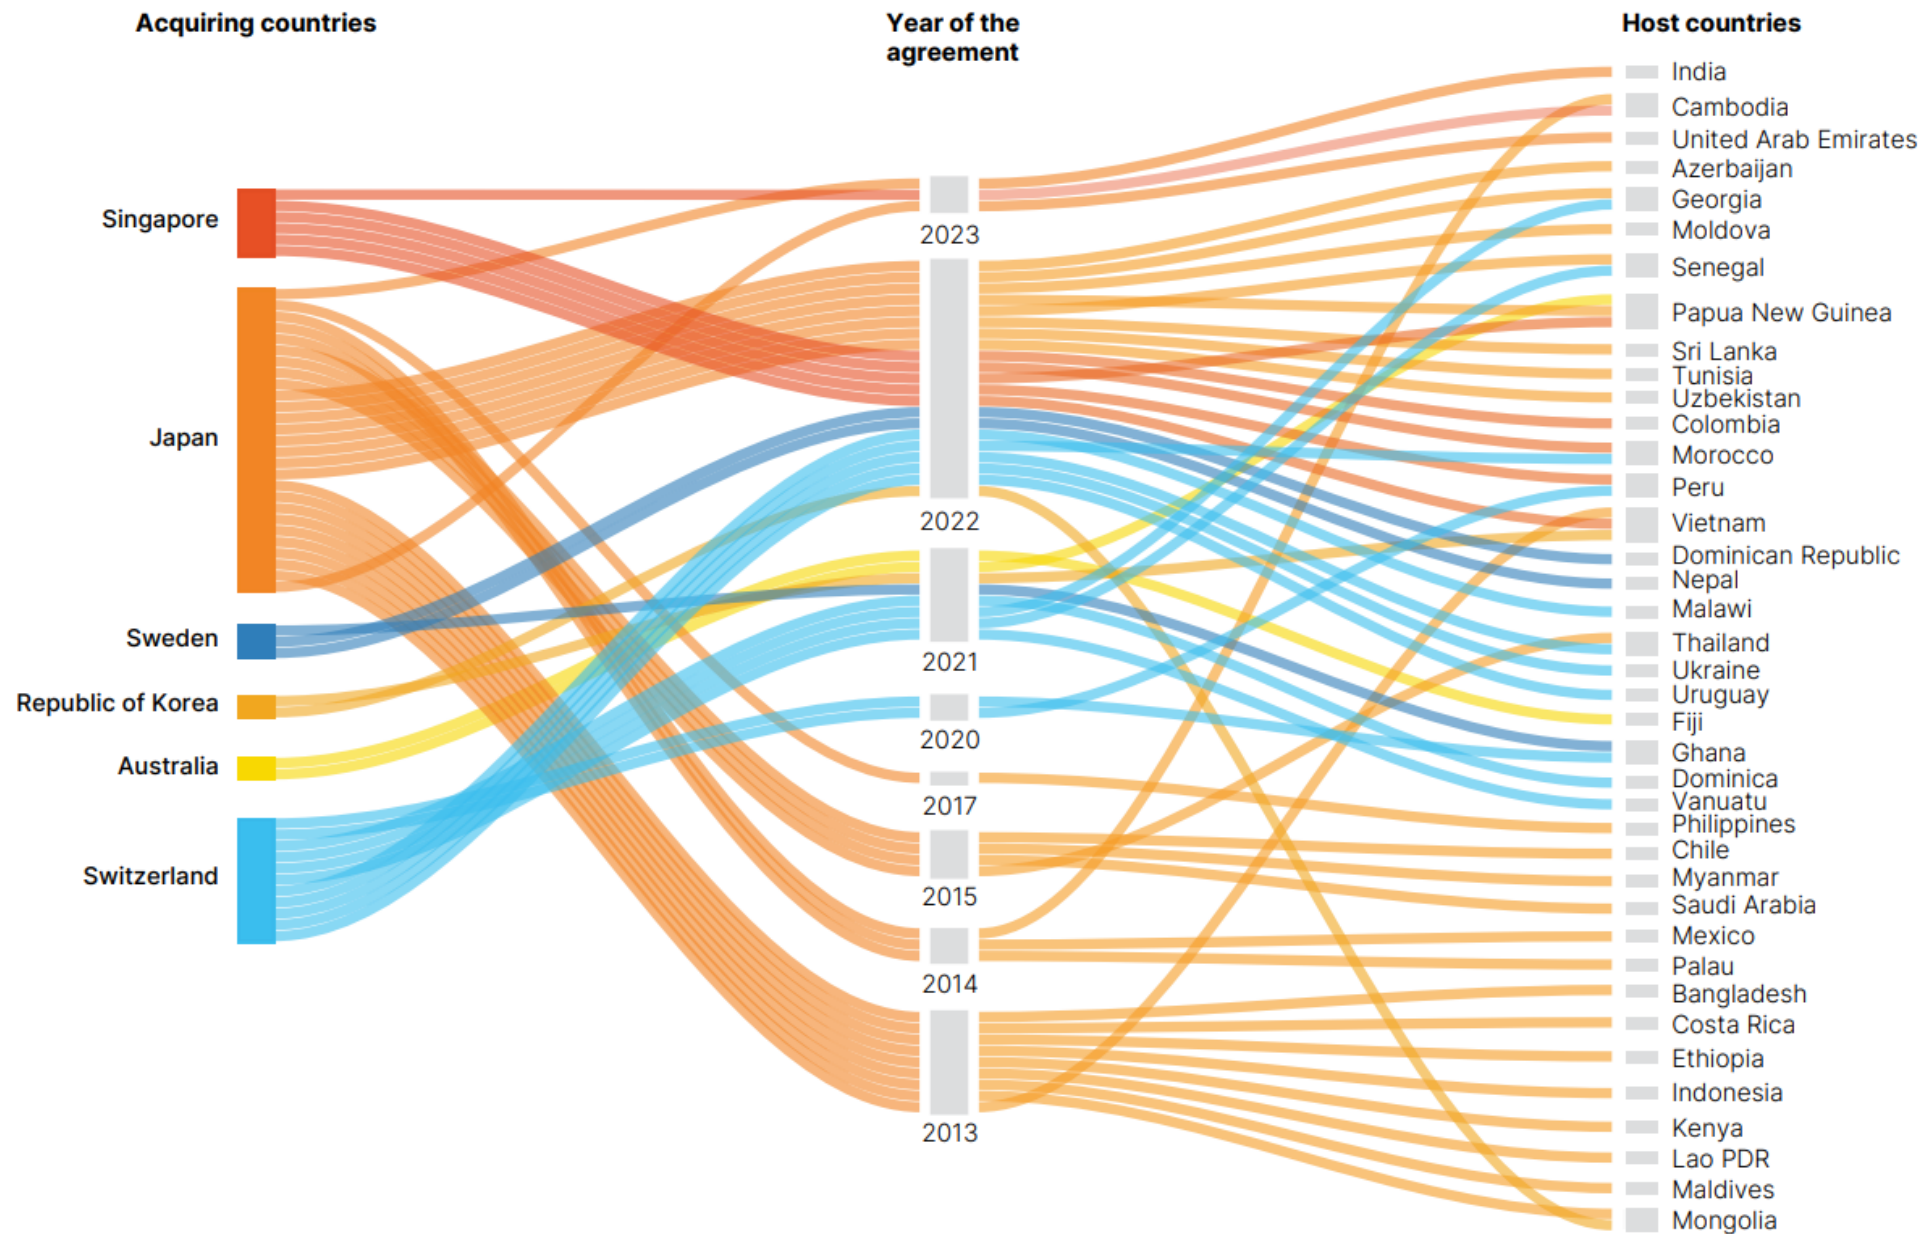 Acquiring countries
Year of the
agreement
Host countries
Singapore
Japan
Sweden
Republic of Korea
Australia
Switzerland
2023
2022
2021
2020
2017
2015
2014
2013
India
Cambodia
United Arab Emirates
Azerbaijan
Georgia
Moldova
Senegal
Papua New Guinea
Sri Lanka
Tunisia
Uzbekistan
Colombia
Morocco
Peru
Vietnam
Dominican Republic
Nepal
Malawi
Thailand
Ukraine
Uruguay
Fiji
Ghana
Dominica
Vanuatu
Philippines
Chile
Myanmar
Saudi Arabia
Mexico
Palau
Bangladesh
Costa Rica
Ethiopia
Indonesia
Kenya
Lao PDR
Maldives
Mongolia